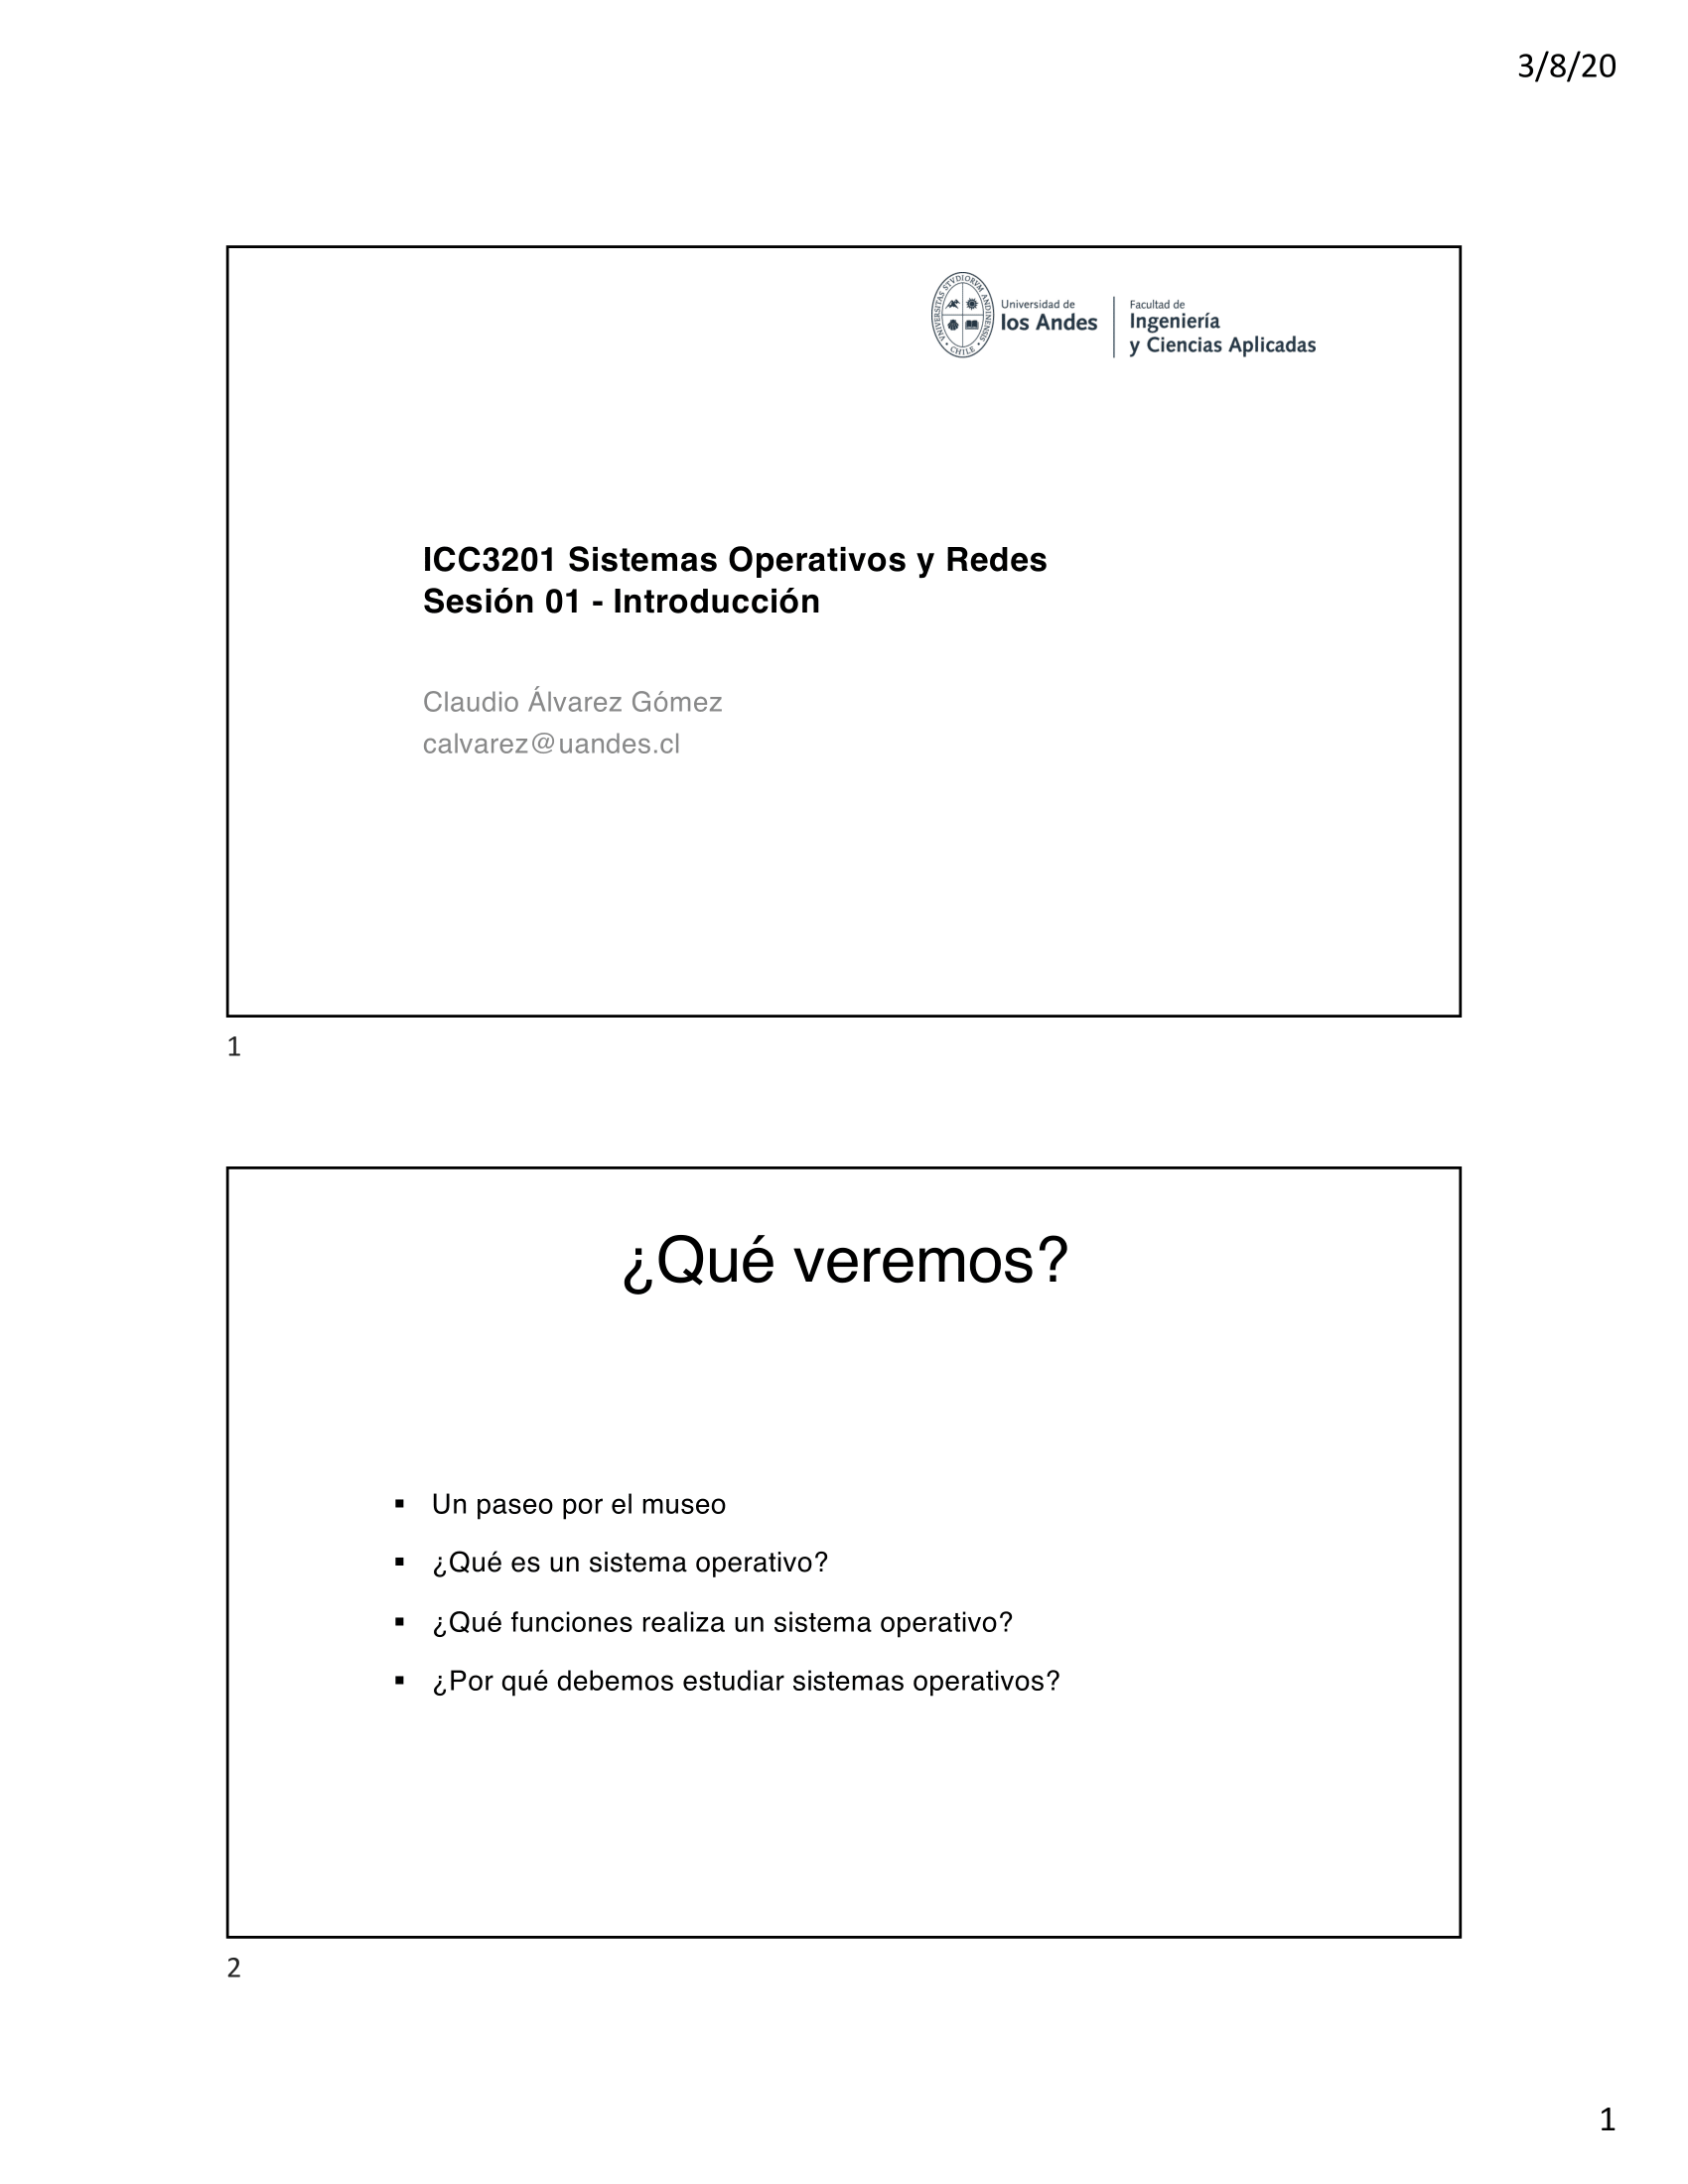 3/8/20
UNIVERSITAS STVDIORVM ANDINENSIS • CHILE •
Universidad de
los Andes
Facultad de
Ingeniería
y Ciencias Aplicadas
ICC3201 Sistemas Operativos y Redes
Sesión 01 - Introducción
Claudio Álvarez Gómez
calvarez@uandes.cl
1
¿Qué veremos?
▪ Un paseo por el museo
▪ ¿Qué es un sistema operativo?
▪ ¿Qué funciones realiza un sistema operativo?
▪ ¿Por qué debemos estudiar sistemas operativos?
2
1